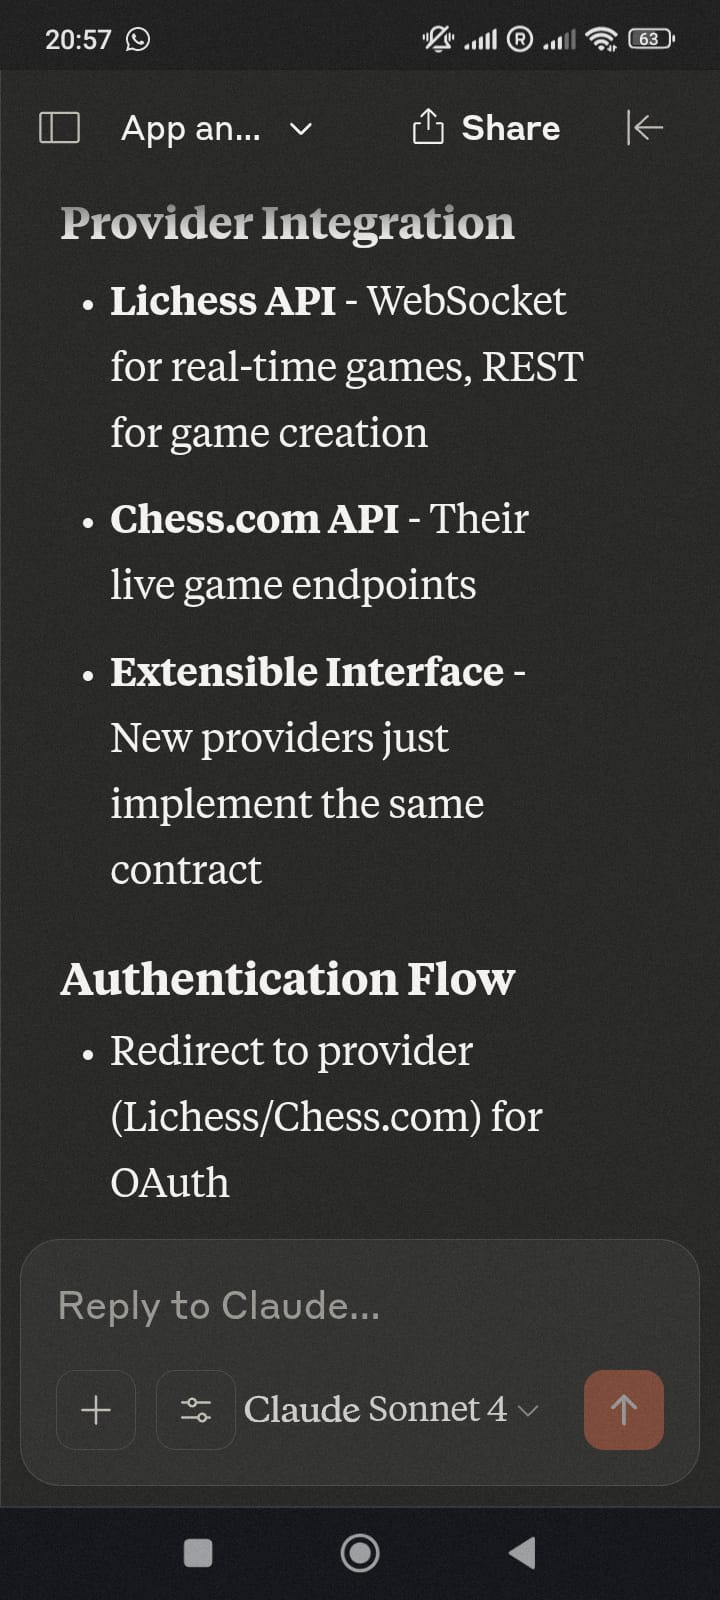 20:57
R
63
App an...
Share
Provider Integration
• Lichess API - WebSocket
for real-time games, REST
for game creation
• Chess.com API - Their
live game endpoints
• Extensible Interface -
New providers just
implement the same
contract
Authentication Flow
• Redirect to provider
(Lichess/Chess.com) for
OAuth
Reply to Claude...
Claude Sonnet 4